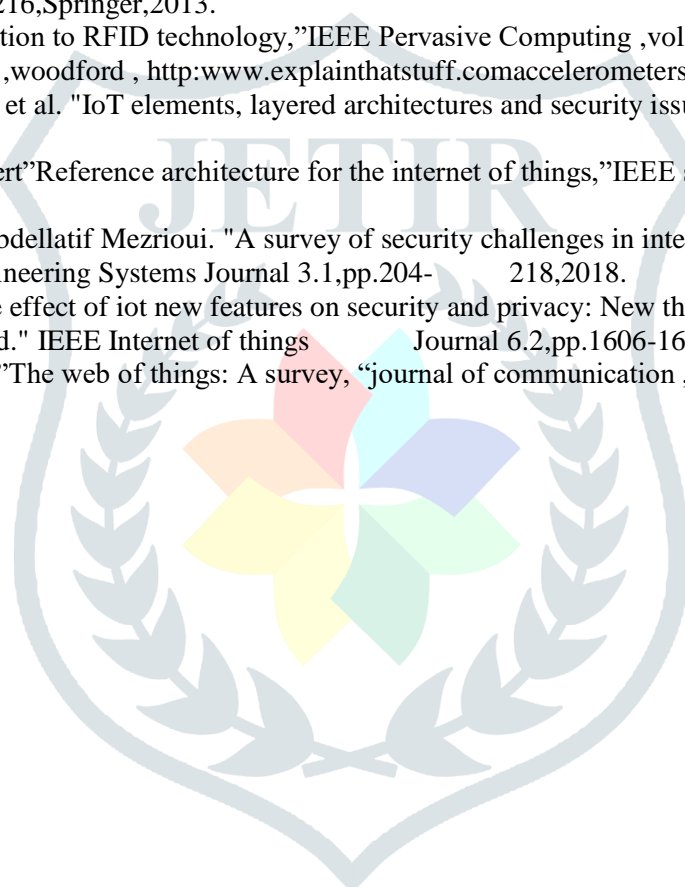 216,Springer,2013.
tion to RFID technology,”IEEE Pervasive Computing ,vol
,woodford , http:www.explainthatstuff.comaccelerometers
et al. "IoT elements, layered architectures and security issu
ert”Reference architecture for the internet of things,”IEEE
bdellatif Mezrioui. "A survey of security challenges in inte
ineering Systems Journal 3.1,pp.204- 218,2018.
e effect of iot new features on security and privacy: New th
d." IEEE Internet of things Journal 6.2,pp.1606-16
”The web of things: A survey, “journal of communication ,
JETIR